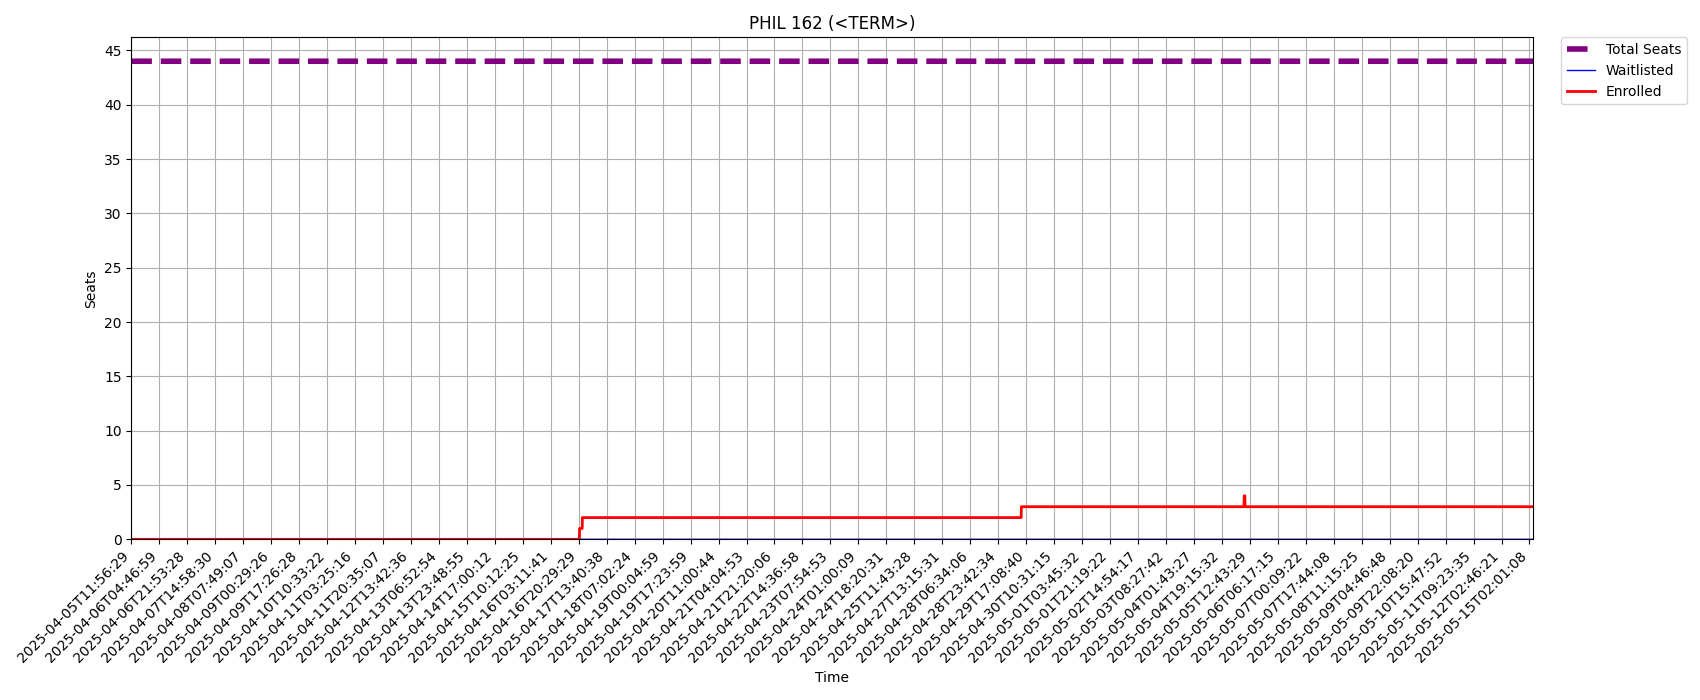 PHIL 162 (<TERM>)
Total Seats
Waitlisted
Enrolled
45
40
35
30
25
20
15
10
5
0
Seats
2025-04-05T11:56:29
2025-04-06T04:46:59
2025-04-06T21:53:28
2025-04-07T14:58:30
2025-04-08T07:49:07
2025-04-09T00:29:26
2025-04-09T17:26:28
2025-04-10T10:33:22
2025-04-11T03:25:16
2025-04-11T20:35:07
2025-04-12T13:42:36
2025-04-13T06:52:54
2025-04-13T23:48:55
2025-04-14T17:00:12
2025-04-15T10:12:25
2025-04-16T03:11:41
2025-04-16T20:29:29
2025-04-17T13:40:38
2025-04-18T07:02:24
2025-04-19T00:04:59
2025-04-19T17:23:59
2025-04-20T11:00:44
2025-04-21T04:04:53
2025-04-21T21:20:06
2025-04-22T14:36:58
2025-04-23T07:54:53
2025-04-24T01:00:09
2025-04-24T18:20:31
2025-04-25T11:43:28
2025-04-27T13:15:31
2025-04-28T06:34:06
2025-04-28T23:42:34
2025-04-29T17:08:40
2025-04-30T10:31:15
2025-05-01T03:45:32
2025-05-01T21:19:22
2025-05-02T14:54:17
2025-05-03T08:27:42
2025-05-04T01:43:27
2025-05-04T19:15:32
2025-05-05T12:43:29
2025-05-06T06:17:15
2025-05-07T00:09:22
2025-05-07T17:44:08
2025-05-08T11:15:25
2025-05-09T04:46:48
2025-05-09T22:08:20
2025-05-10T15:47:52
2025-05-11T09:23:35
2025-05-12T02:46:21
2025-05-15T02:01:08
Time